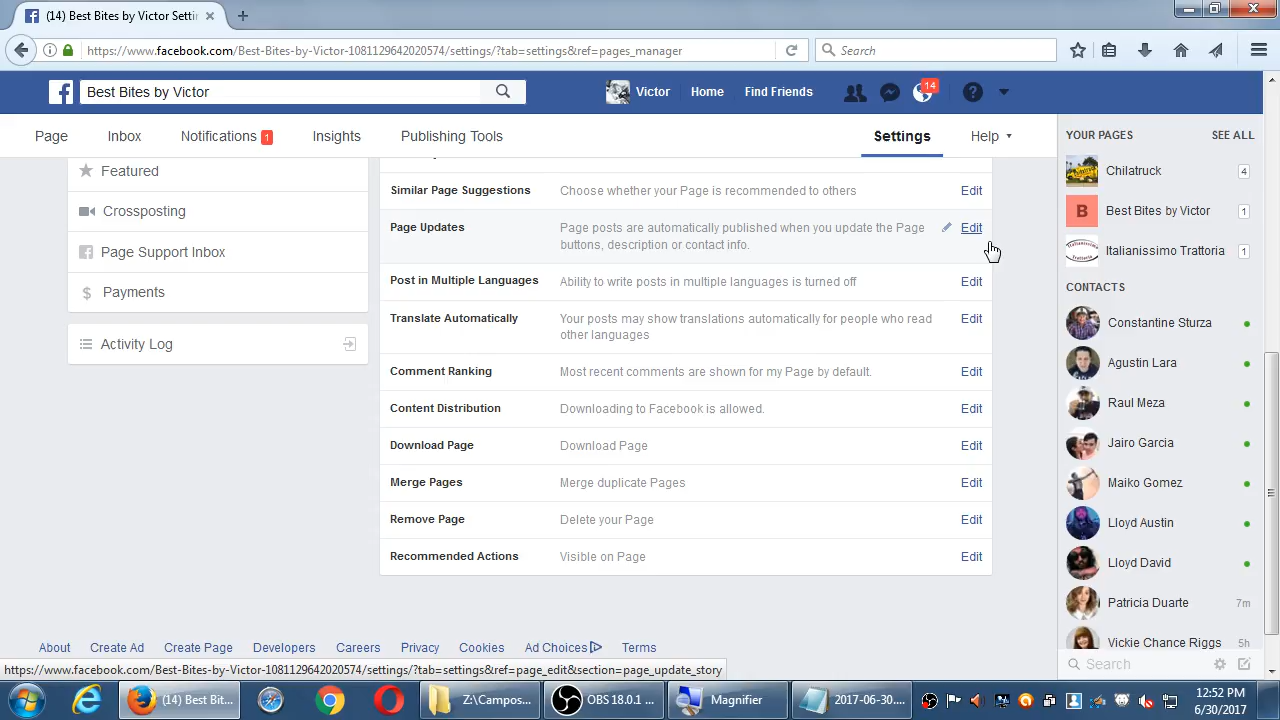 (14) Best Bites by Victor Setti
https://www.facebook.com/Best-Bites-by-Victor-1081129642020574/settings/?tab=settings&ref=pages_manager
Search
Best Bites by Victor
Victor
Home
Find Friends
14
Page
Inbox
Notifications 1
Insights
Publishing Tools
Settings
Help
Featured
Crossposting
Page Support Inbox
$ Payments
Activity Log
Similar Page Suggestions
Choose whether your Page is recommended to others
Edit
Page Updates
Page posts are automatically published when you update the Page
buttons, description or contact info.
Edit
Post in Multiple Languages
Ability to write posts in multiple languages is turned off
Edit
Translate Automatically
Your posts may show translations automatically for people who read
other languages
Edit
Comment Ranking
Most recent comments are shown for my Page by default.
Edit
Content Distribution
Downloading to Facebook is allowed.
Edit
Download Page
Download Page
Edit
Merge Pages
Merge duplicate Pages
Edit
Remove Page
Delete your Page
Edit
Recommended Actions
Visible on Page
Edit
About
Create Ad
Create Page
Developers
Careers
Privacy
Cookies
Ad Choices
Terms
YOUR PAGES
SEE ALL
Chilatruck
4
B
Best Bites by Victor
1
Italianissimo Trattoria
1
CONTACTS
Constantine Sturza
Agustin Lara
Raul Meza
Jairo Garcia
Maiko Gomez
Lloyd Austin
Lloyd David
Patricia Duarte
7m
Vickie Chance Riggs
5h
Search
https://www.facebook.com/Best-Bites-by-Victor-1081129642020574/settings/?tab=settings&ref=page_edit&section=page_update_story
(14) Best Bit...
Z:\Campos...
OBS 18.0.1 ...
Magnifier
2017-06-30....
12:52 PM
6/30/2017